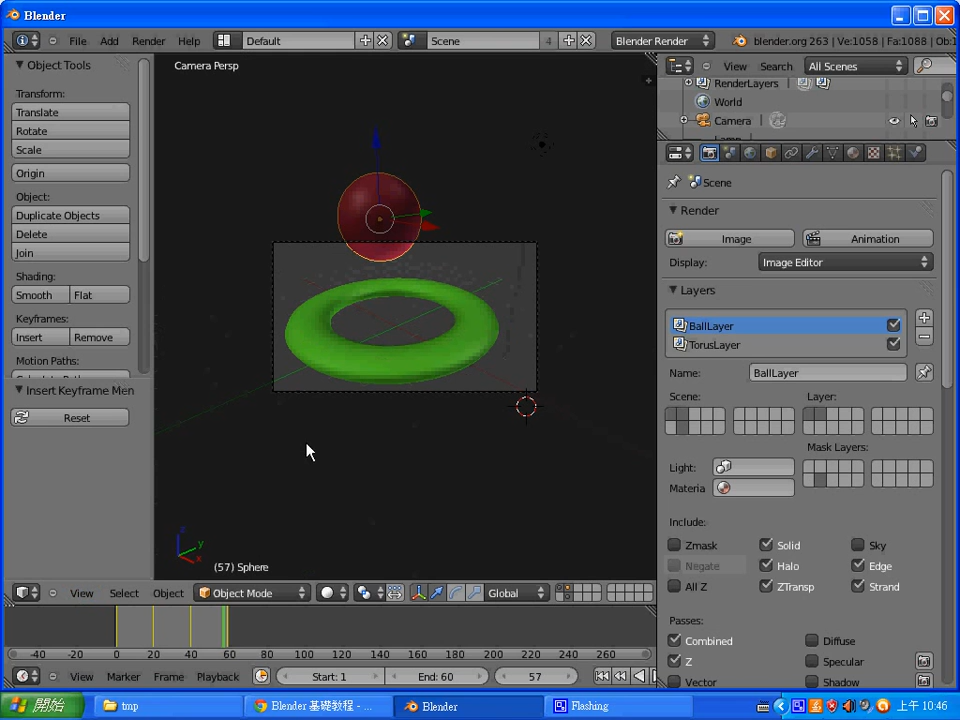 Blender
File Add Render Help Default Scene 4 Blender Render blender.org 263 | Ve:1058 | Fa:1088 | Ob:1
Object Tools
Transform:
Translate
Rotate
Scale
Origin
Object:
Duplicate Objects
Delete
Join
Shading:
Smooth Flat
Keyframes:
Insert Remove
Motion Paths:
Insert Keyframe Men
Reset
Camera Persp
z
y
x
(57) Sphere
View Select Object Object Mode Global
-40 -20 0 20 40 60 80 100 120 140 160 180 200 220 240 260
View Marker Frame Playback Start: 1 End: 60 57
View Search All Scenes
RenderLayers
World
Camera
Scene
Render
Image Animation
Display: Image Editor
Layers
BallLayer
TorusLayer
Name: BallLayer
Scene: Layer:
Mask Layers:
Light:
Materia
Include:
Zmask Solid Sky
Negate Halo Edge
All Z ZTransp Strand
Passes:
Combined Diffuse
Z Specular
Vector Shadow
開始 tmp Blender 基礎教程 - ... Blender Flashing 上午 10:46